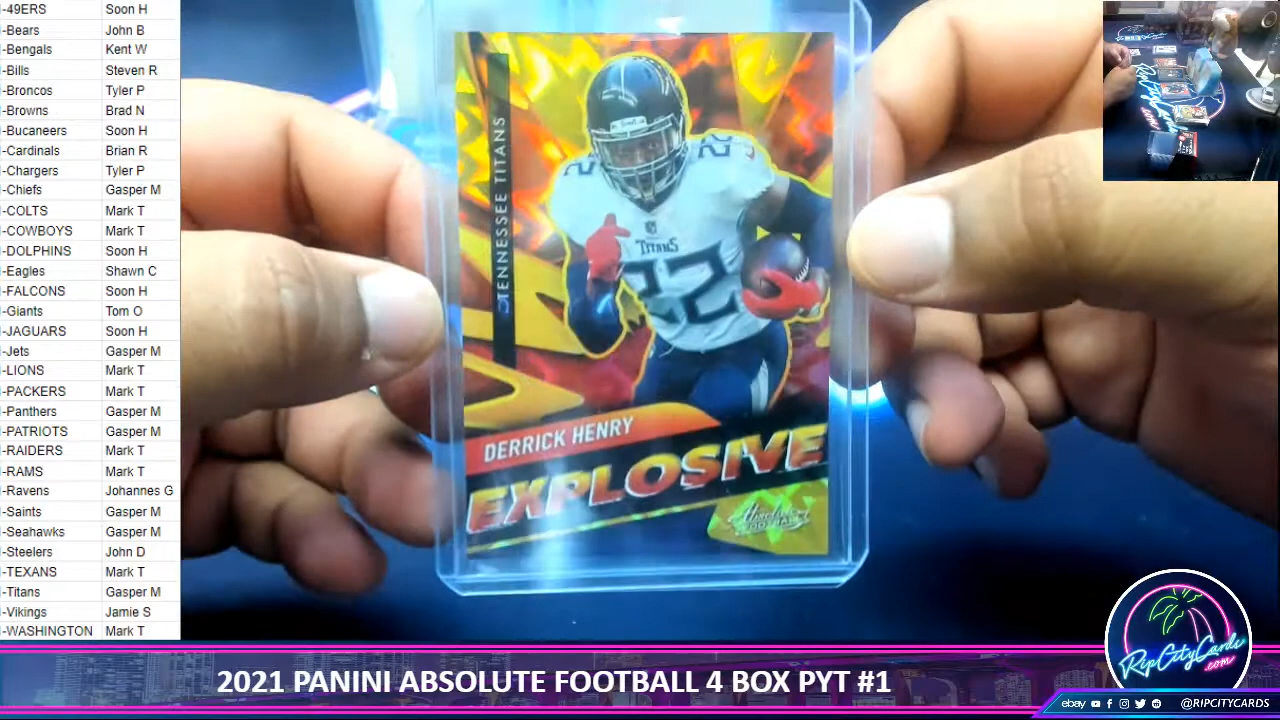 -49ERS Soon H
-Bears John B
-Bengals Kent W
-Bills Steven R
-Broncos Tyler P
-Browns Brad N
-Bucaneers Soon H
-Cardinals Brian R
-Chargers Tyler P
-Chiefs Gasper M
-COLTS Mark T
-COWBOYS Mark T
-DOLPHINS Soon H
-Eagles Shawn C
-FALCONS Soon H
-Giants Tom O
-JAGUARS Soon H
-Jets Gasper M
-LIONS Mark T
-PACKERS Mark T
-Panthers Gasper M
-PATRIOTS Gasper M
-RAIDERS Mark T
-RAMS Mark T
-Ravens Johannes G
-Saints Gasper M
-Seahawks Gasper M
-Steelers John D
-TEXANS Mark T
-Titans Gasper M
-Vikings Jamie S
-WASHINGTON Mark T
TENNESSEE TITANS
22
TITANS
22
DERRICK HENRY
EXPLOSIVE
Absolute
FOOTBALL
RipCityCards
.com
2021 PANINI ABSOLUTE FOOTBALL 4 BOX PYT #1
ebay @RIPCITYCARDS